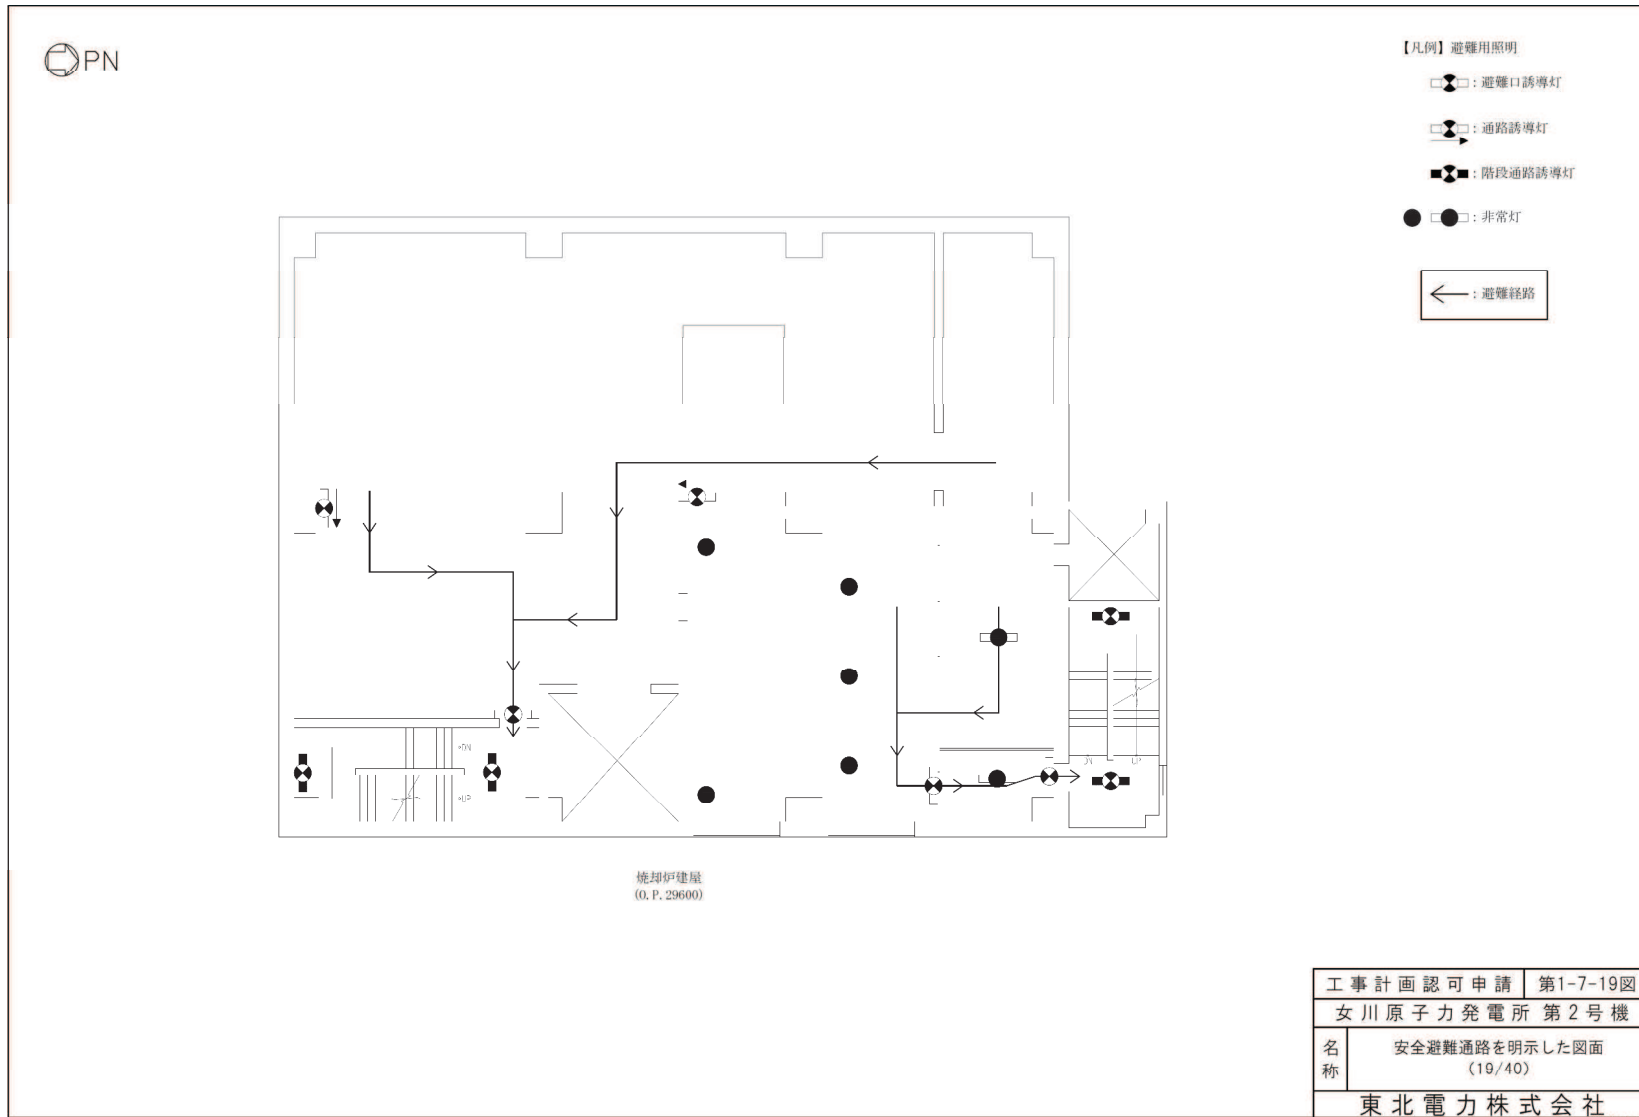 PN
【凡例】避難用照明
：避難口誘導灯
：通路誘導灯
：階段通路誘導灯
：非常灯
：避難経路
DN
UP
DN
UP
焼却炉建屋
(O.P.29600)
工事計画認可申請 第1-7-19図
女川原子力発電所 第2号機
名称 安全避難通路を明示した図面
(19/40)
東北電力株式会社